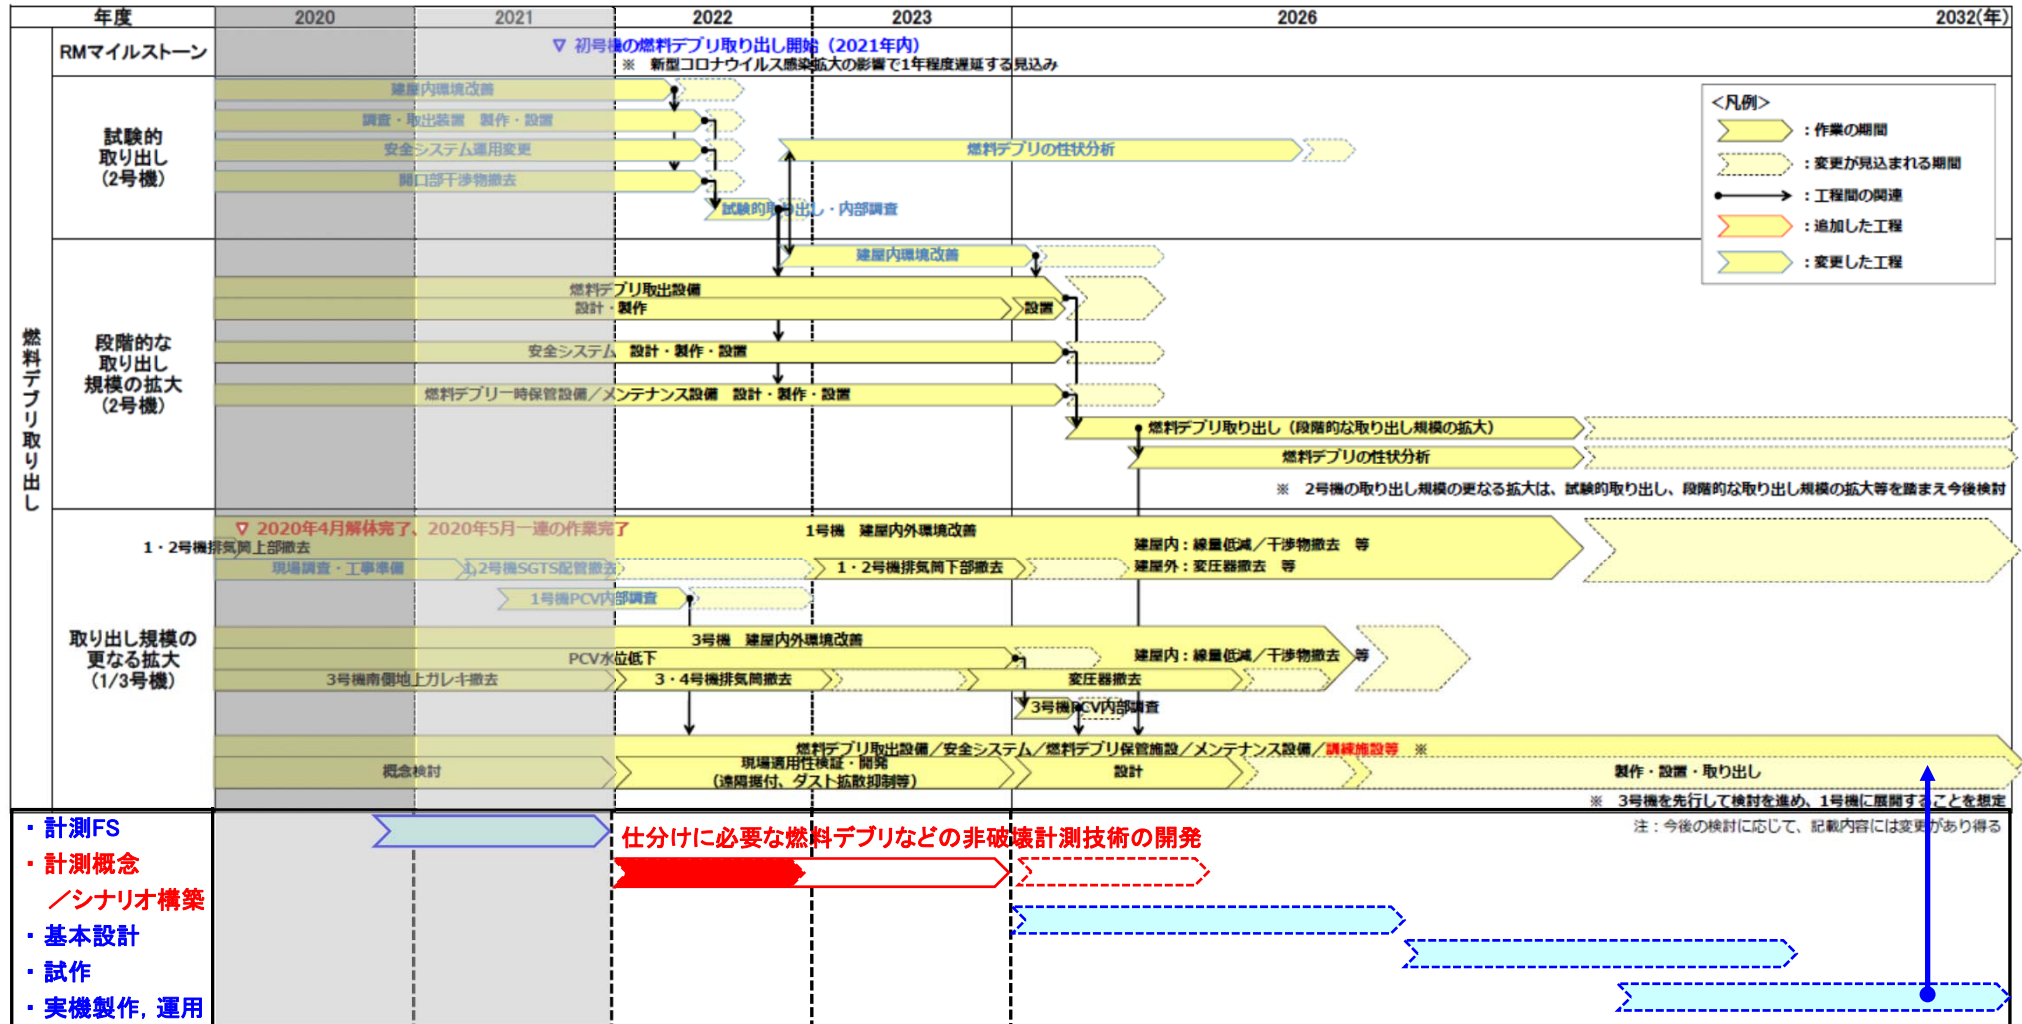 年度
2020
2021
2022
2023
2026
2032(年)
燃料デブリ取り出し
RMマイルストーン
▽ 初号機の燃料デブリ取り出し開始（2021年内）
※ 新型コロナウイルス感染拡大の影響で1年程度遅延する見込み
試験的
取り出し
（2号機）
建屋内環境改善
調査・取出装置 製作・設置
安全システム運用変更
開口部干渉物撤去
試験的取り出し・内部調査
燃料デブリの性状分析
<凡例>
：作業の期間
：変更が見込まれる期間
：工程間の関連
：追加した工程
：変更した工程
段階的な
取り出し
規模の拡大
（2号機）
建屋内環境改善
燃料デブリ取出設備
設計・製作
設置
安全システム 設計・製作・設置
燃料デブリ一時保管設備／メンテナンス設備 設計・製作・設置
燃料デブリ取り出し（段階的な取り出し規模の拡大）
燃料デブリの性状分析
※ 2号機の取り出し規模の更なる拡大は、試験的取り出し、段階的な取り出し規模の拡大等を踏まえ今後検討
取り出し規模の
更なる拡大
（1/3号機）
▽ 2020年4月解体完了、2020年5月一連の作業完了
1号機 建屋内外環境改善
1・2号機排気筒上部撤去
建屋内：線量低減／干渉物撤去 等
現場調査・工事準備
1,2号機SGTS配管撤去
1・2号機排気筒下部撤去
建屋外：変圧器撤去 等
1号機PCV内部調査
3号機 建屋内外環境改善
PCV水位低下
建屋内：線量低減／干渉物撤去 等
3号機南側地上ガレキ撤去
3・4号機排気筒撤去
変圧器撤去
3号機PCV内部調査
燃料デブリ取出設備／安全システム／燃料デブリ保管施設／メンテナンス設備／訓練施設等 ※
概念検討
現場適用性検証・開発
（遠隔据付、ダスト拡散抑制等）
設計
製作・設置・取り出し
※ 3号機を先行して検討を進め、1号機に展開することを想定
注：今後の検討に応じて、記載内容には変更があり得る
・計測FS
・計測概念
／シナリオ構築
・基本設計
・試作
・実機製作，運用
仕分けに必要な燃料デブリなどの非破壊計測技術の開発